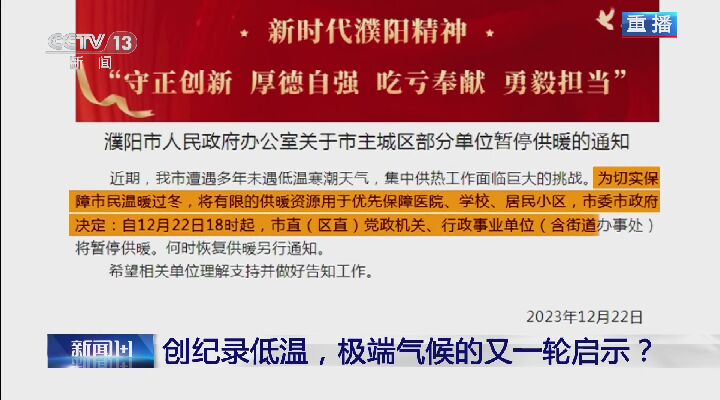 CCTV 13
新闻
重播
新时代濮阳精神
“守正创新 厚德自强 吃亏奉献 勇毅担当”
濮阳市人民政府办公室关于市主城区部分单位暂停供暖的通知
近期，我市遭遇多年未遇低温寒潮天气，集中供热工作面临巨大的挑战。为切实保
障市民温暖过冬，将有限的供暖资源用于优先保障医院、学校、居民小区，市委市政府
决定：自12月22日18时起，市直（区直）党政机关、行政事业单位（含街道办事处）
将暂停供暖。何时恢复供暖另行通知。
希望相关单位理解支持并做好告知工作。
2023年12月22日
新闻1+1
创纪录低温，极端气候的又一轮启示？